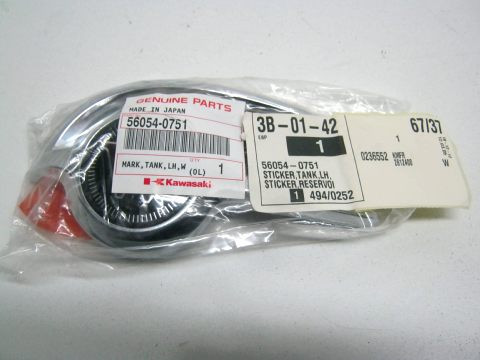 GENUINE PARTS
MADE IN JAPAN
56054-0751
MARK,TANK,LH,W
(OL)
QTY
1
Kawasaki
3B-01-42
67/37
1
1
0236552
W
56054-0751
STICKER,TANK.LH,
STICKER,RESERVOI
1 494/0252